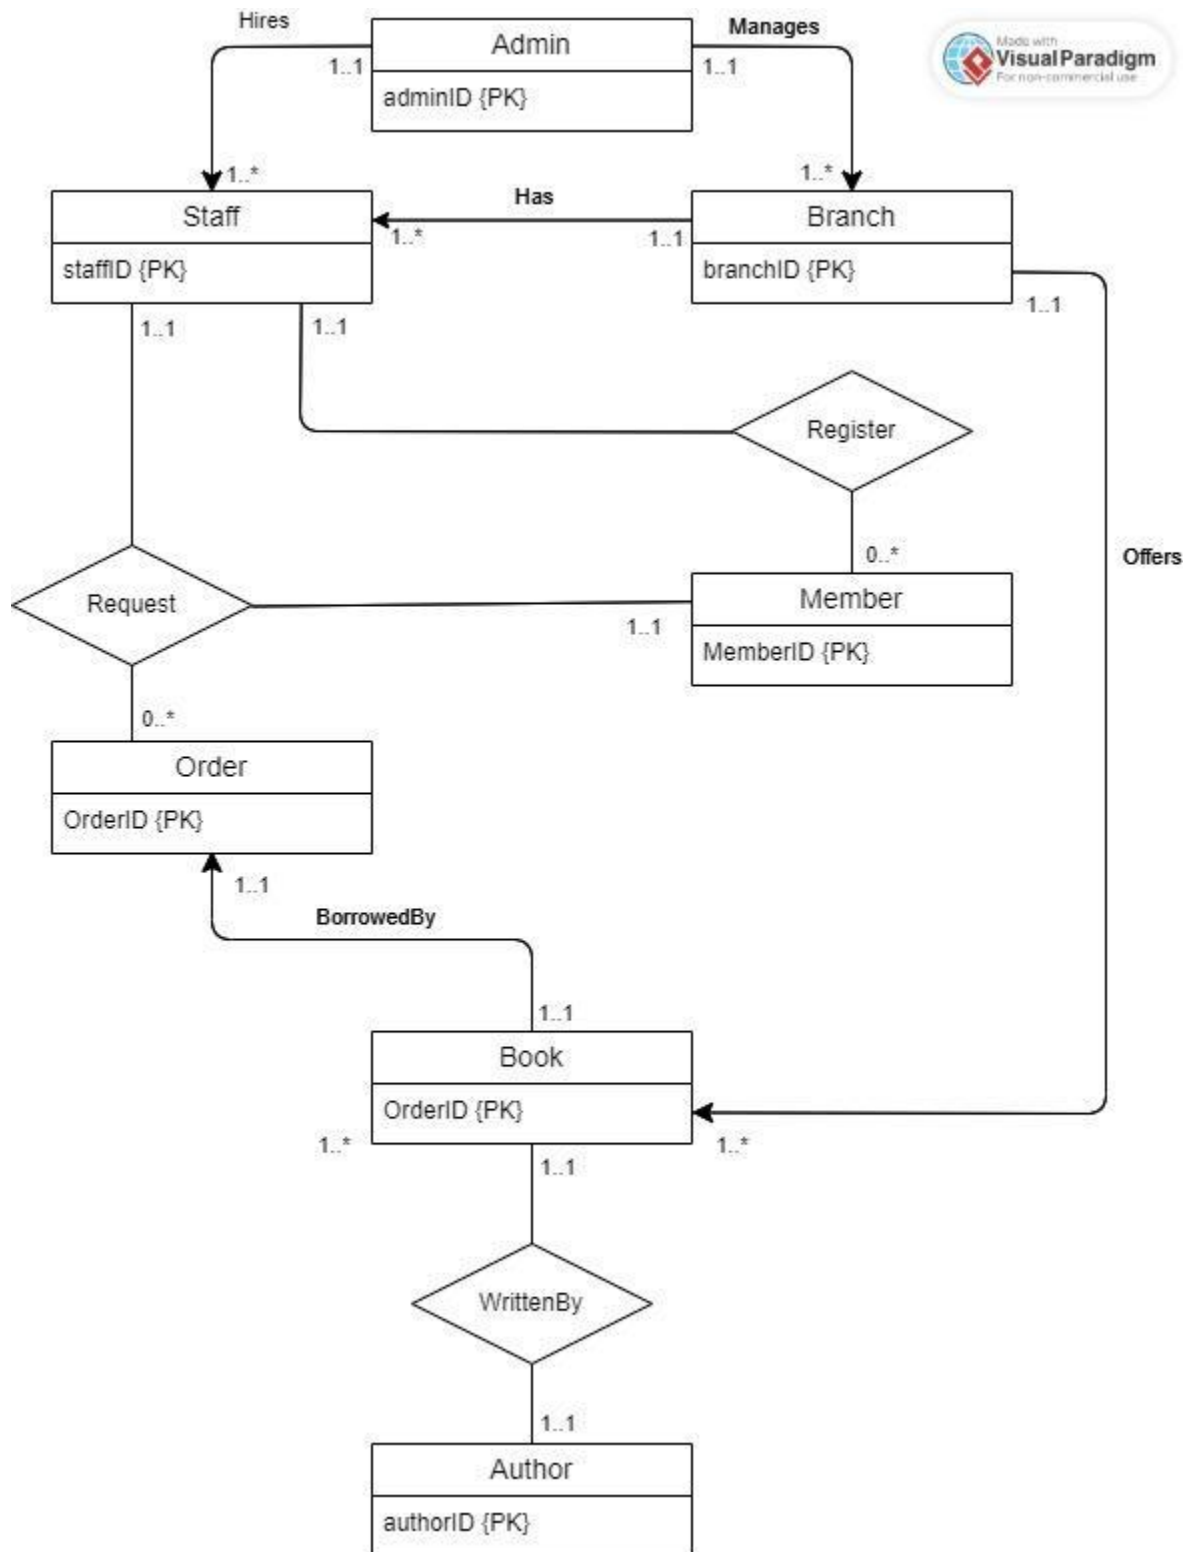 Hires
Admin
Manages
Made with
Visual Paradigm
For non-commercial use
1..1
1..1
adminID {PK}
1..*
1..*
Staff
Has
Branch
1..*
1..1
staffID {PK}
branchID {PK}
1..1
1..1
1..1
Register
0..*
Offers
Request
Member
1..1
MemberID {PK}
0..*
Order
OrderID {PK}
1..1
BorrowedBy
1..1
Book
OrderID {PK}
1..*
1..*
1..1
WrittenBy
1..1
Author
authorID {PK}